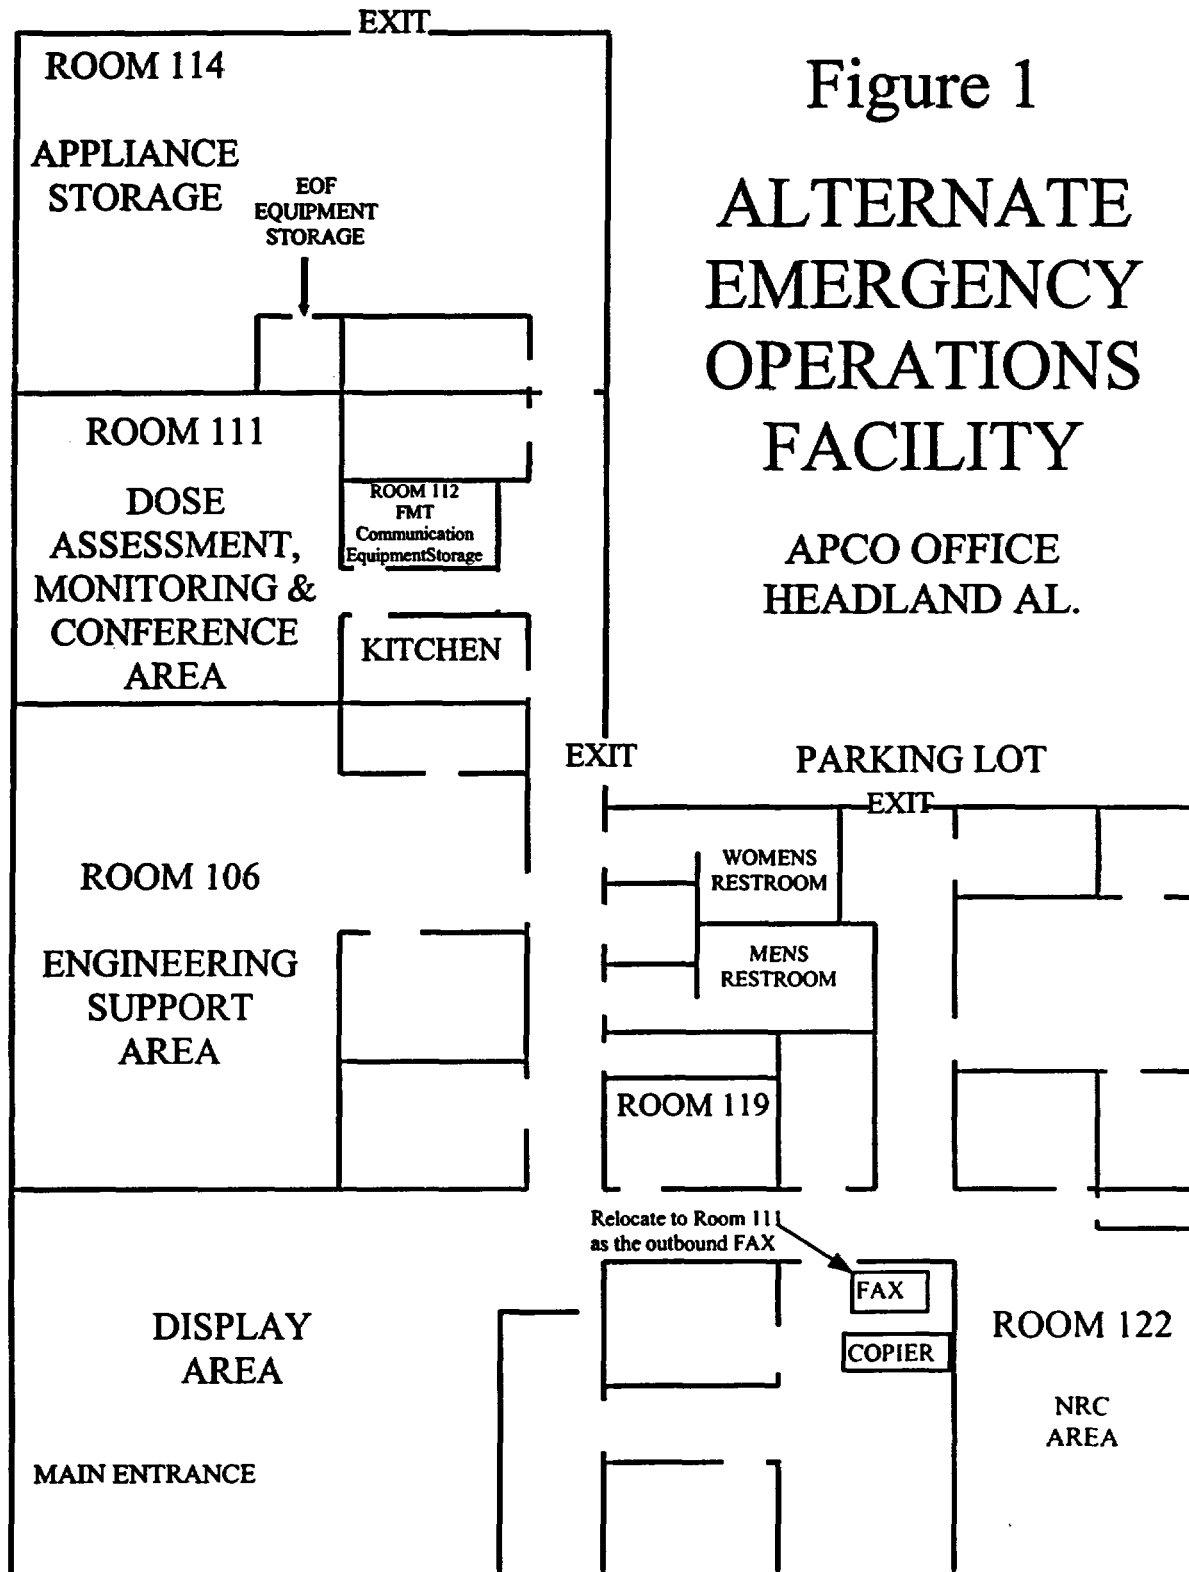 EXIT
ROOM 114
Figure 1
APPLIANCE
STORAGE
EOF
EQUIPMENT
STORAGE
ALTERNATE
EMERGENCY
OPERATIONS
FACILITY
APCO OFFICE
HEADLAND AL.
ROOM 111
DOSE
ASSESSMENT,
MONITORING &
CONFERENCE
AREA
ROOM 112
FMT
Communication
EquipmentStorage
KITCHEN
EXIT
PARKING LOT
EXIT
ROOM 106
ENGINEERING
SUPPORT
AREA
WOMENS
RESTROOM
MENS
RESTROOM
ROOM 119
Relocate to Room 111
as the outbound FAX
FAX
COPIER
DISPLAY
AREA
ROOM 122
NRC
AREA
MAIN ENTRANCE